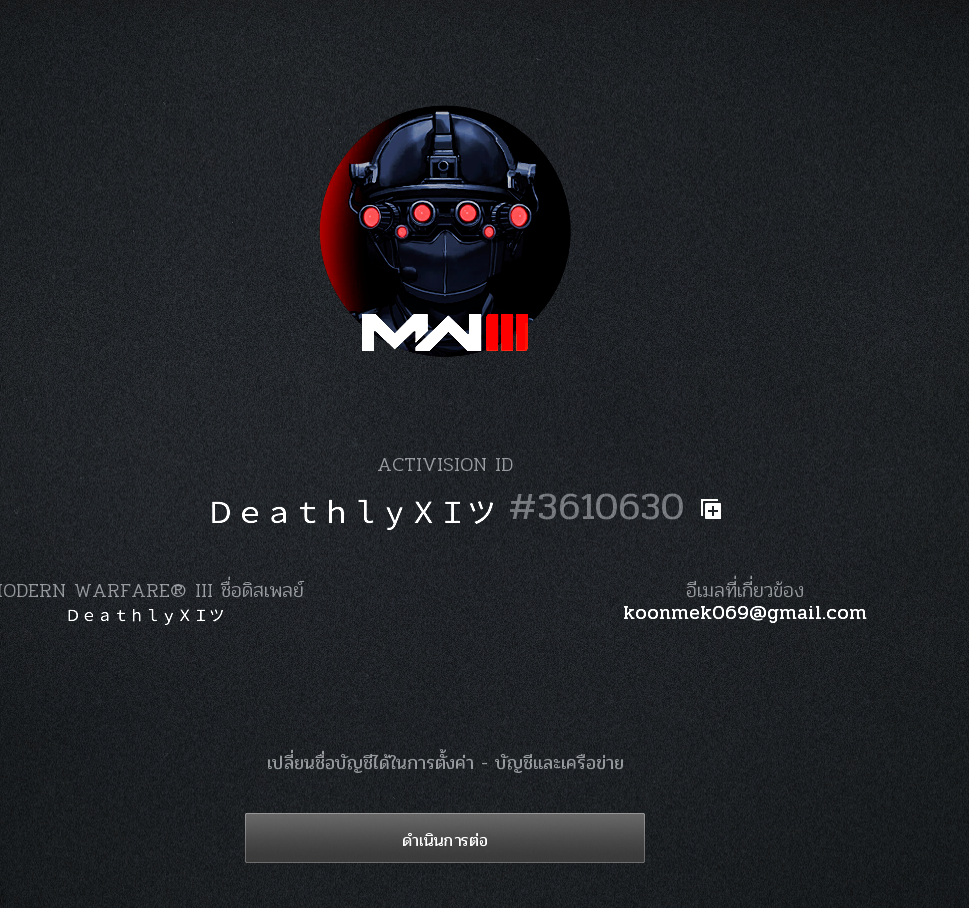 MWIII
ACTIVISION ID
ＤｅａｔｈｌｙＸＩツ #3610630
MODERN WARFARE® III ชื่อดิสเพลย์
ＤｅａｔｈｌｙＸＩツ
อีเมลที่เกี่ยวข้อง
koonmek069@gmail.com
เปลี่ยนชื่อบัญชีได้ในการตั้งค่า - บัญชีและเครือข่าย
ดำเนินการต่อ